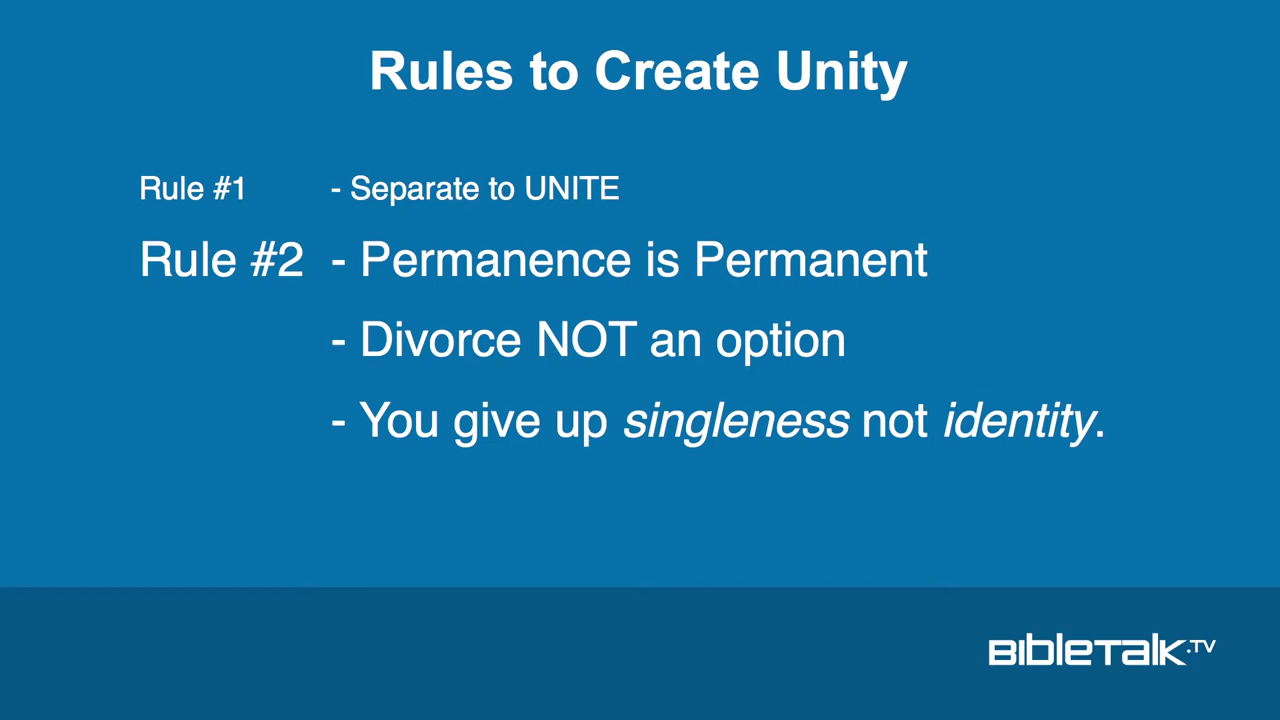 Rules to Create Unity
Rule #1 - Separate to UNITE
Rule #2 - Permanence is Permanent
- Divorce NOT an option
- You give up singleness not identity.
BIBLETALK.TV